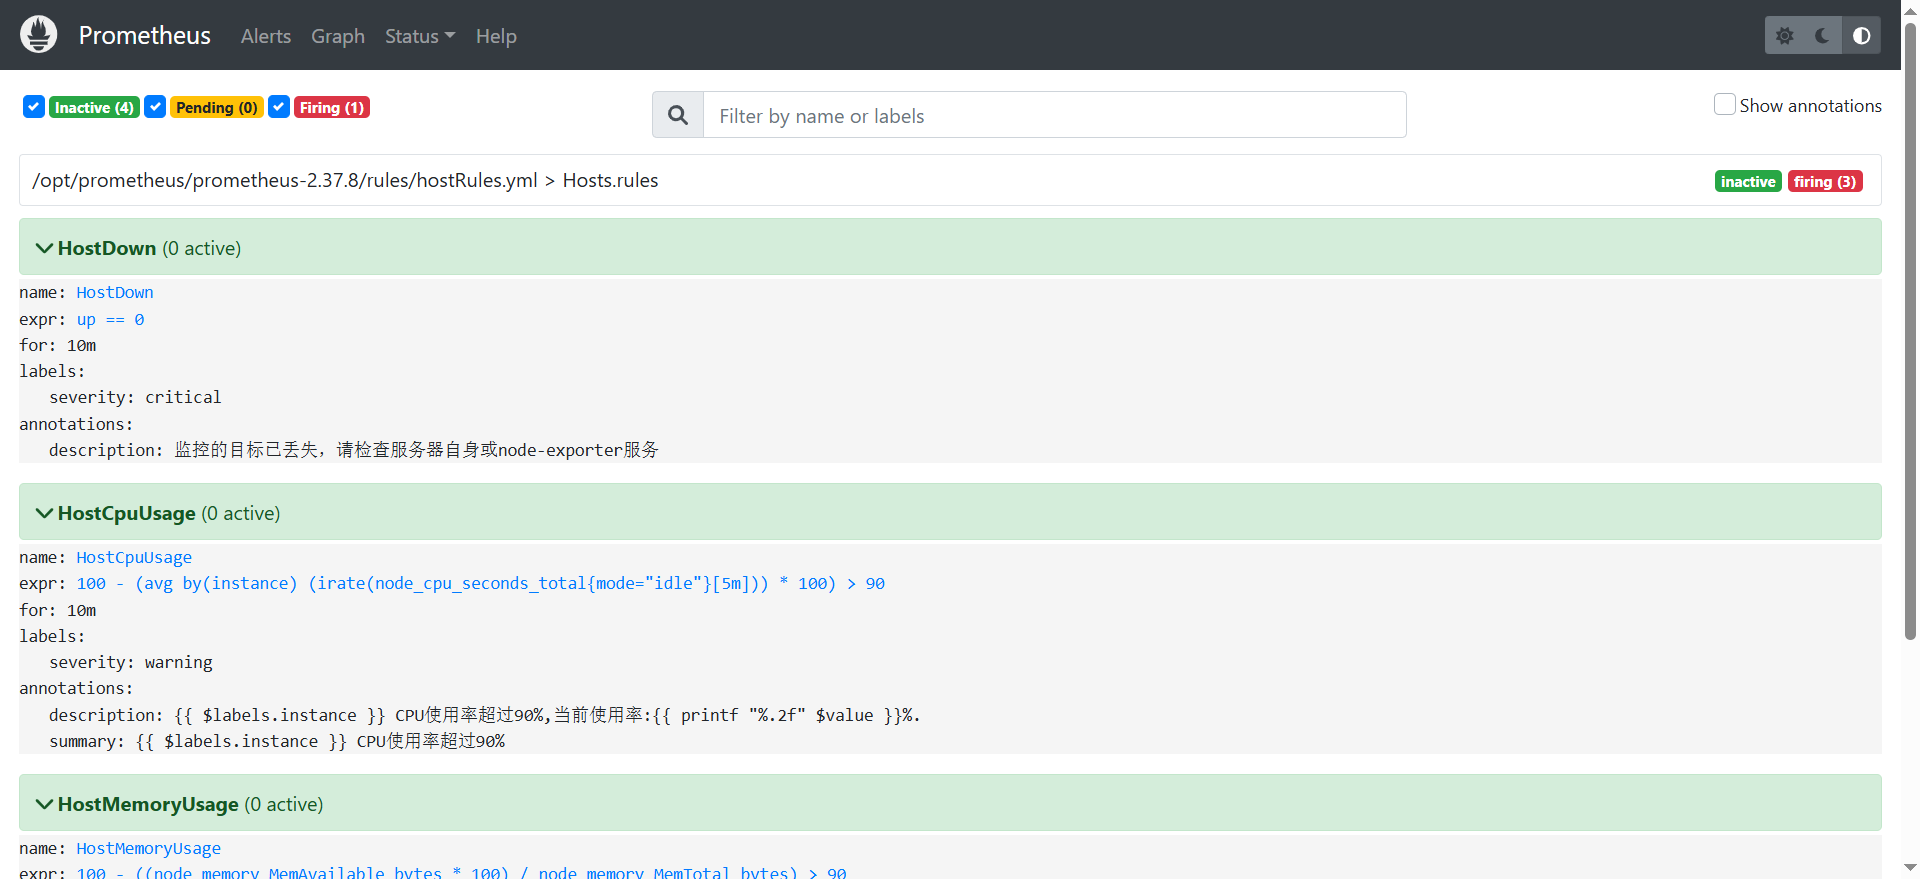 Prometheus Alerts Graph Status Help
Inactive (4) Pending (0) Firing (1)
Filter by name or labels
Show annotations
/opt/prometheus/prometheus-2.37.8/rules/hostRules.yml > Hosts.rules
inactive firing (3)
HostDown (0 active)
name: HostDown
expr: up == 0
for: 10m
labels:
severity: critical
annotations:
description: 监控的目标已丢失，请检查服务器自身或node-exporter服务
HostCpuUsage (0 active)
name: HostCpuUsage
expr: 100 - (avg by(instance) (irate(node_cpu_seconds_total{mode="idle"}[5m])) * 100) > 90
for: 10m
labels:
severity: warning
annotations:
description: {{ $labels.instance }} CPU使用率超过90%,当前使用率:{{ printf "%.2f" $value }}%.
summary: {{ $labels.instance }} CPU使用率超过90%
HostMemoryUsage (0 active)
name: HostMemoryUsage
expr: 100 - ((node_memory_MemAvailable_bytes * 100) / node_memory_MemTotal_bytes) > 90